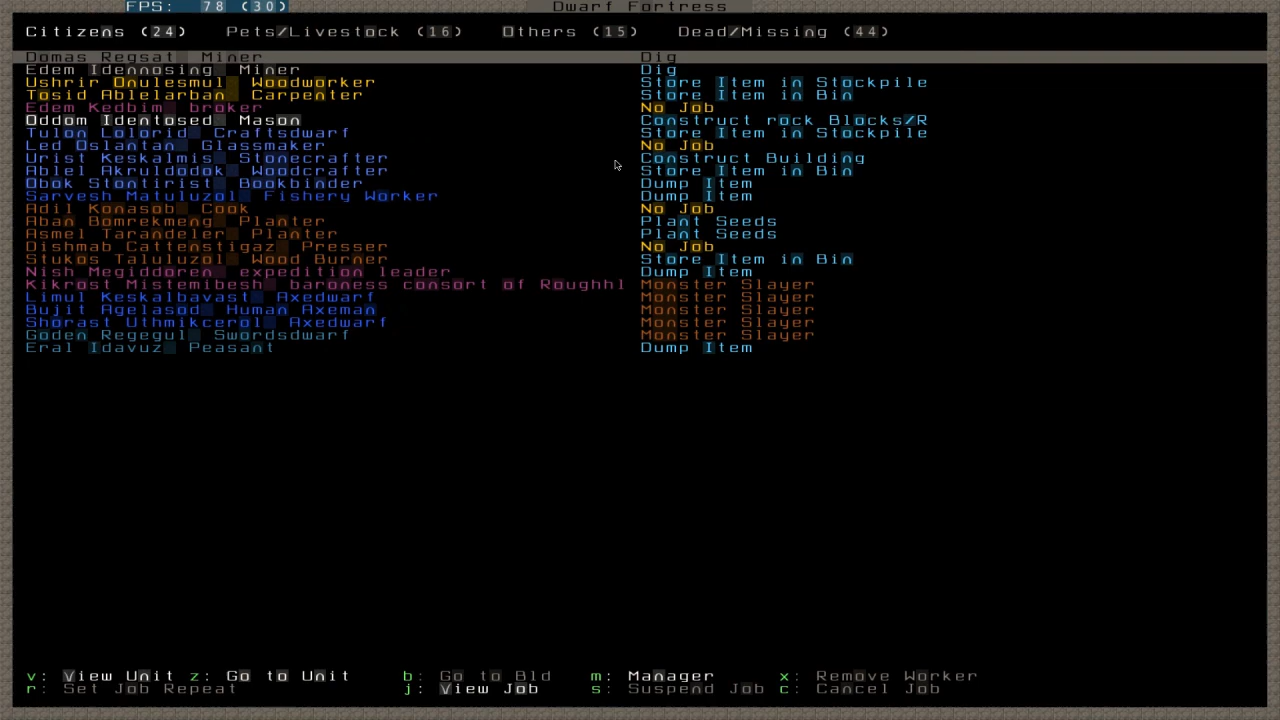 FPS: 78 (30) Dwarf Fortress
Citizens (24) Pets/Livestock (16) Others (15) Dead/Missing (44)
Domas Regsat Miner Dig
Edem Idennosing Miner Dig
Ushrir Onulesmul Woodworker Store Item in Stockpile
Tosid Ablelarban Carpenter Store Item in Bin
Edem Kedbim broker No Job
Oddom Identosed Mason Construct rock Blocks/R
Tulon Lolorid Craftsdwarf Store Item in Stockpile
Led Oslantan Glassmaker No Job
Urist Keskalmis Stonecrafter Construct Building
Ablel Akruldodok Woodcrafter Store Item in Bin
Obok Stontirist Bookbinder Dump Item
Sarvesh Matuluzol Fishery Worker Dump Item
Adil Konasob Cook No Job
Aban Bomrekmeng Planter Plant Seeds
Asmel Tarandeler Planter Plant Seeds
Dishmab Cattenstigaz Presser No Job
Stukos Taluluzol Wood Burner Store Item in Bin
Nish Megiddoren expedition leader Dump Item
Kikrost Mistemibesh baroness consort of Roughhl Monster Slayer
Limul Keskalbavast Axedwarf Monster Slayer
Bujit Agelasod Human Axeman Monster Slayer
Shorast Uthmikcerol Axedwarf Monster Slayer
Goden Regegul Swordsdwarf Monster Slayer
Eral Idavuz Peasant Dump Item
v: View Unit z: Go to Unit b: Go to Bld m: Manager x: Remove Worker
r: Set Job Repeat j: View Job s: Suspend Job c: Cancel Job